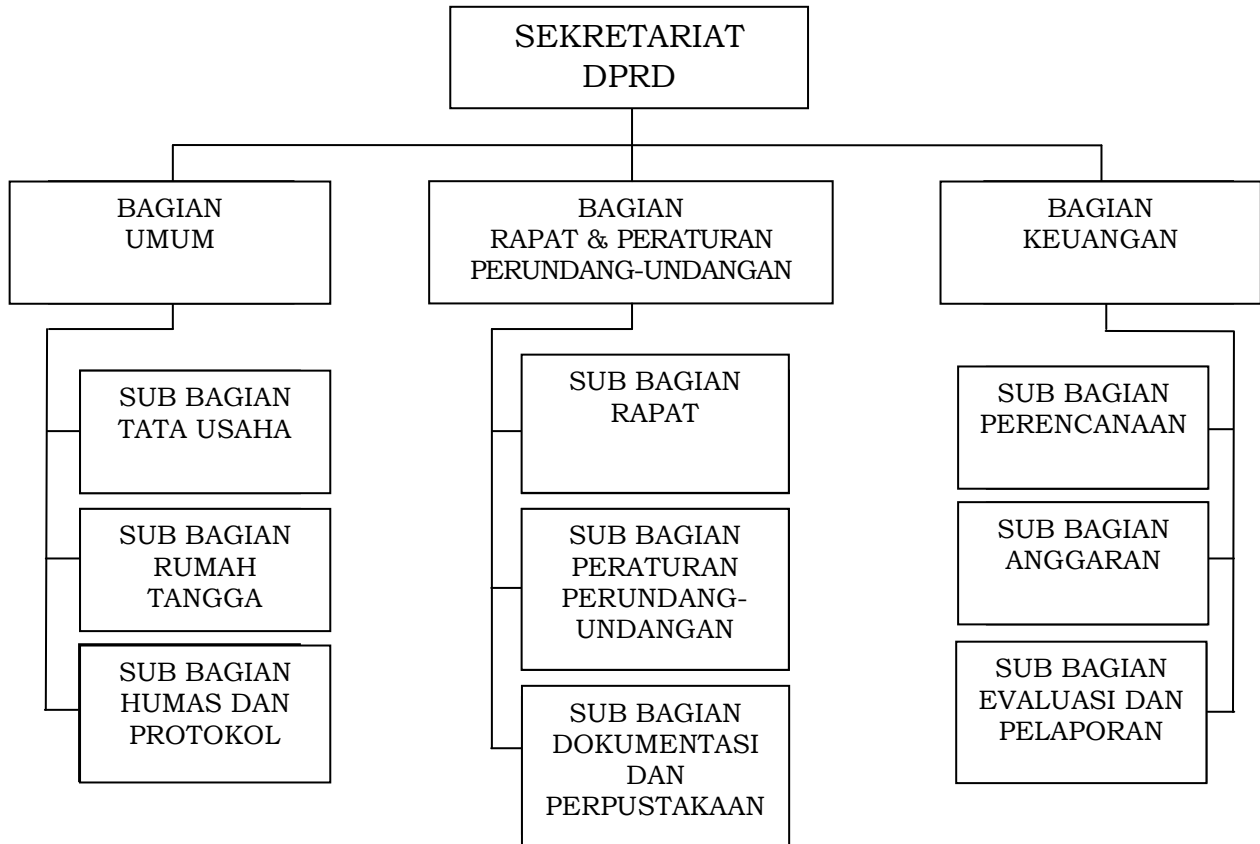 SEKRETARIAT
DPRD
BAGIAN
UMUM
BAGIAN
RAPAT & PERATURAN
PERUNDANG-UNDANGAN
BAGIAN
KEUANGAN
SUB BAGIAN
TATA USAHA
SUB BAGIAN
RUMAH
TANGGA
SUB BAGIAN
HUMAS DAN
PROTOKOL
SUB BAGIAN
RAPAT
SUB BAGIAN
PERATURAN
PERUNDANG-
UNDANGAN
SUB BAGIAN
DOKUMENTASI
DAN
PERPUSTAKAAN
SUB BAGIAN
PERENCANAAN
SUB BAGIAN
ANGGARAN
SUB BAGIAN
EVALUASI DAN
PELAPORAN